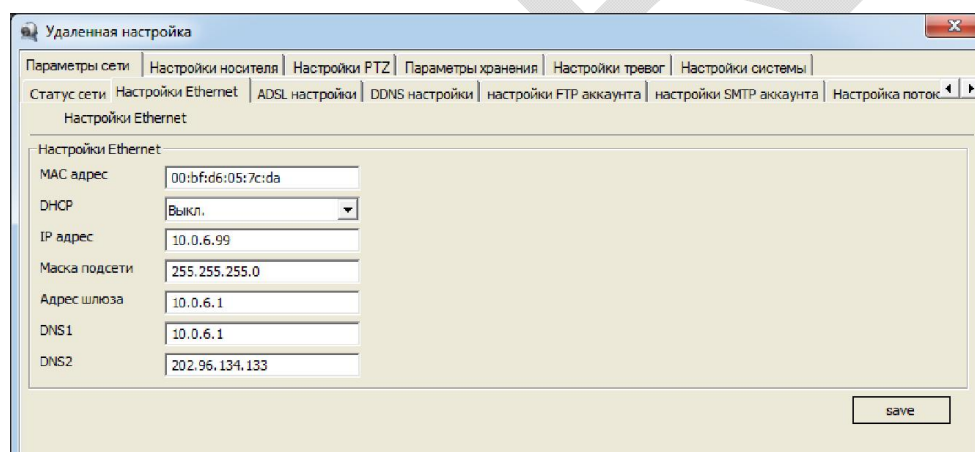 Удаленная настройка
Параметры сети Настройки носителя Настройки PTZ Параметры хранения Настройки тревог Настройки системы
Статус сети Настройки Ethernet ADSL настройки DDNS настройки настройки FTP аккаунта настройки SMTP аккаунта Настройка поток
Настройки Ethernet
Настройки Ethernet
MAC адрес 00:bf:d6:05:7c:da
DHCP Выкл.
IP адрес 10.0.6.99
Маска подсети 255.255.255.0
Адрес шлюза 10.0.6.1
DNS1 10.0.6.1
DNS2 202.96.134.133
save